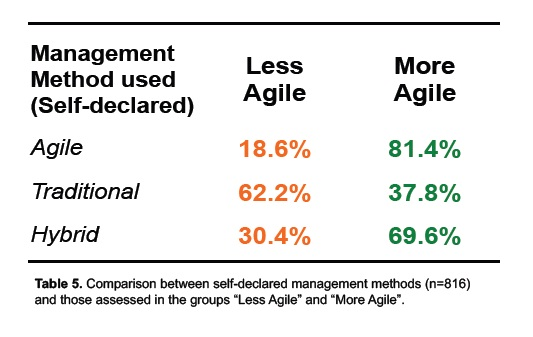 Management
Method used
(Self-declared)
Less
Agile
More
Agile
Agile 18.6% 81.4%
Traditional 62.2% 37.8%
Hybrid 30.4% 69.6%
Table 5. Comparison between self-declared management methods (n=816)
and those assessed in the groups “Less Agile” and “More Agile”.